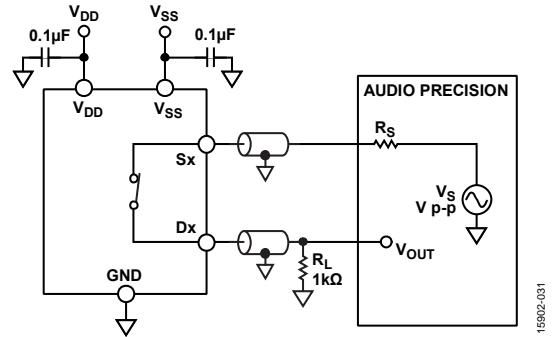 VDD
VSS
0.1µF
0.1µF
VDD
VSS
AUDIO PRECISION
RS
Sx
VS
V p-p
Dx
VOUT
RL
1kΩ
GND
15902-031